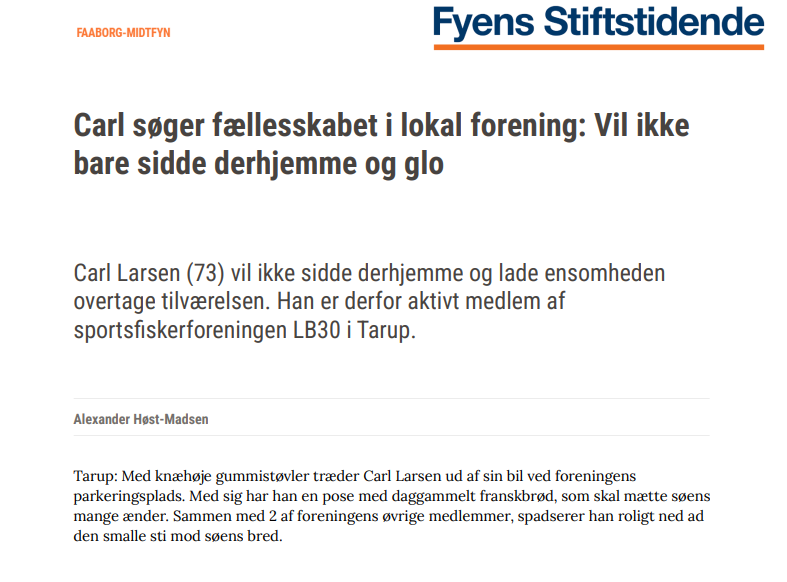 FAABORG-MIDTFYN
Fyens Stiftstidende
Carl søger fællesskabet i lokal forening: Vil ikke
bare sidde derhjemme og glo
Carl Larsen (73) vil ikke sidde derhjemme og lade ensomheden
overtage tilværelsen. Han er derfor aktivt medlem af
sportsfiskerforeningen LB30 i Tarup.
Alexander Høst-Madsen
Tarup: Med knæhøje gummistøvler træder Carl Larsen ud af sin bil ved foreningens
parkeringsplads. Med sig har han en pose med daggammelt franskbrød, som skal mætte søens
mange ænder. Sammen med 2 af foreningens øvrige medlemmer, spadserer han roligt ned ad
den smalle sti mod søens bred.